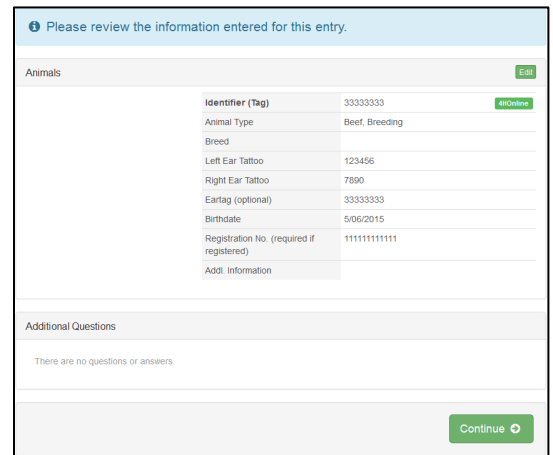 Please review the information entered for this entry.
Animals Edit
Identifier (Tag) 33333333 4HOnline
Animal Type Beef, Breeding
Breed
Left Ear Tattoo 123456
Right Ear Tattoo 7890
Eartag (optional) 33333333
Birthdate 5/06/2015
Registration No. (required if 111111111111
registered)
Addl. Information
Additional Questions
There are no questions or answers
Continue